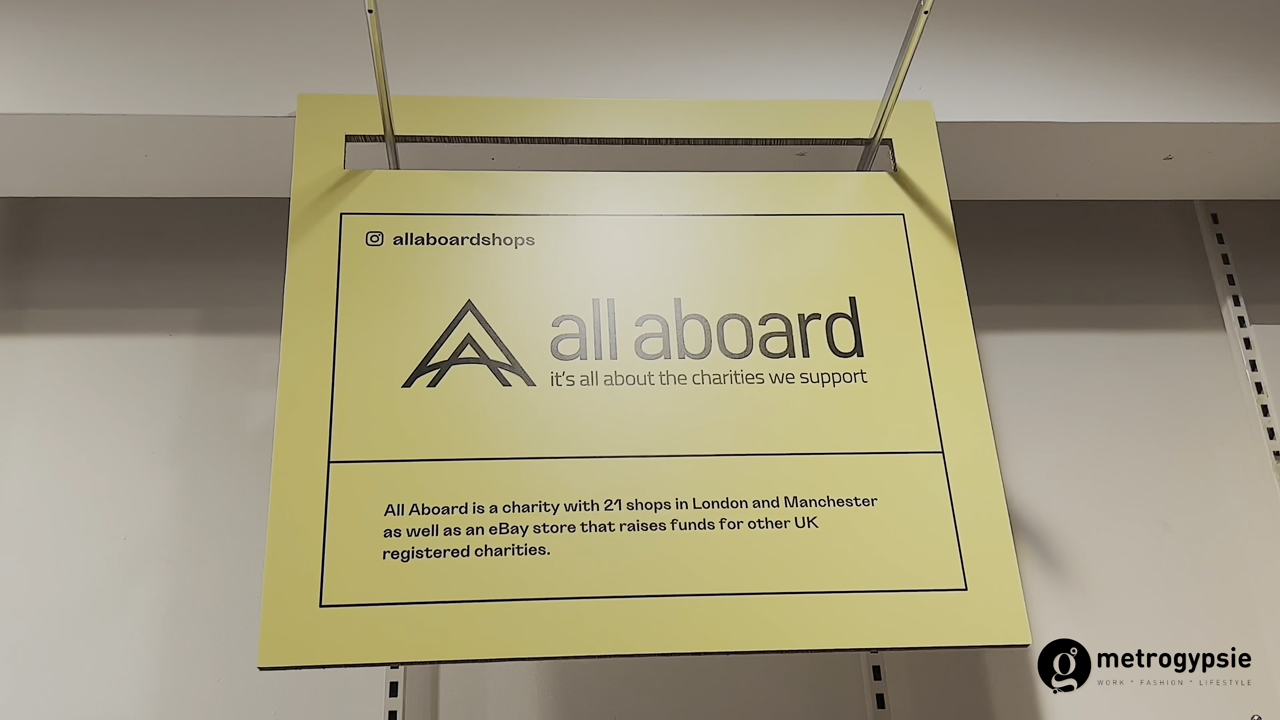 allaboardshops
all aboard
it's all about the charities we support
All Aboard is a charity with 21 shops in London and Manchester
as well as an eBay store that raises funds for other UK
registered charities.
g metrogypsie
WORK * FASHION * LIFESTYLE